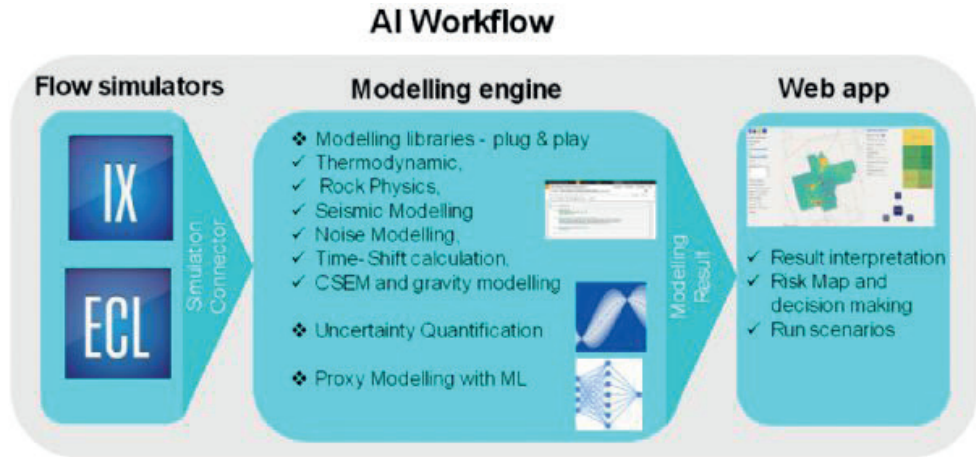 AI Workflow
Flow simulators
IX
ECL
Simulation
Connector
Modelling engine
❖ Modelling libraries - plug & play
✓ Thermodynamic,
✓ Rock Physics,
✓ Seismic Modelling
✓ Noise Modelling,
✓ Time-Shift calculation,
✓ CSEM and gravity modelling
❖ Uncertainty Quantification
❖ Proxy Modelling with ML
Modelling
Result
Web app
✓ Result interpretation
✓ Risk Map and
decision making
✓ Run scenarios